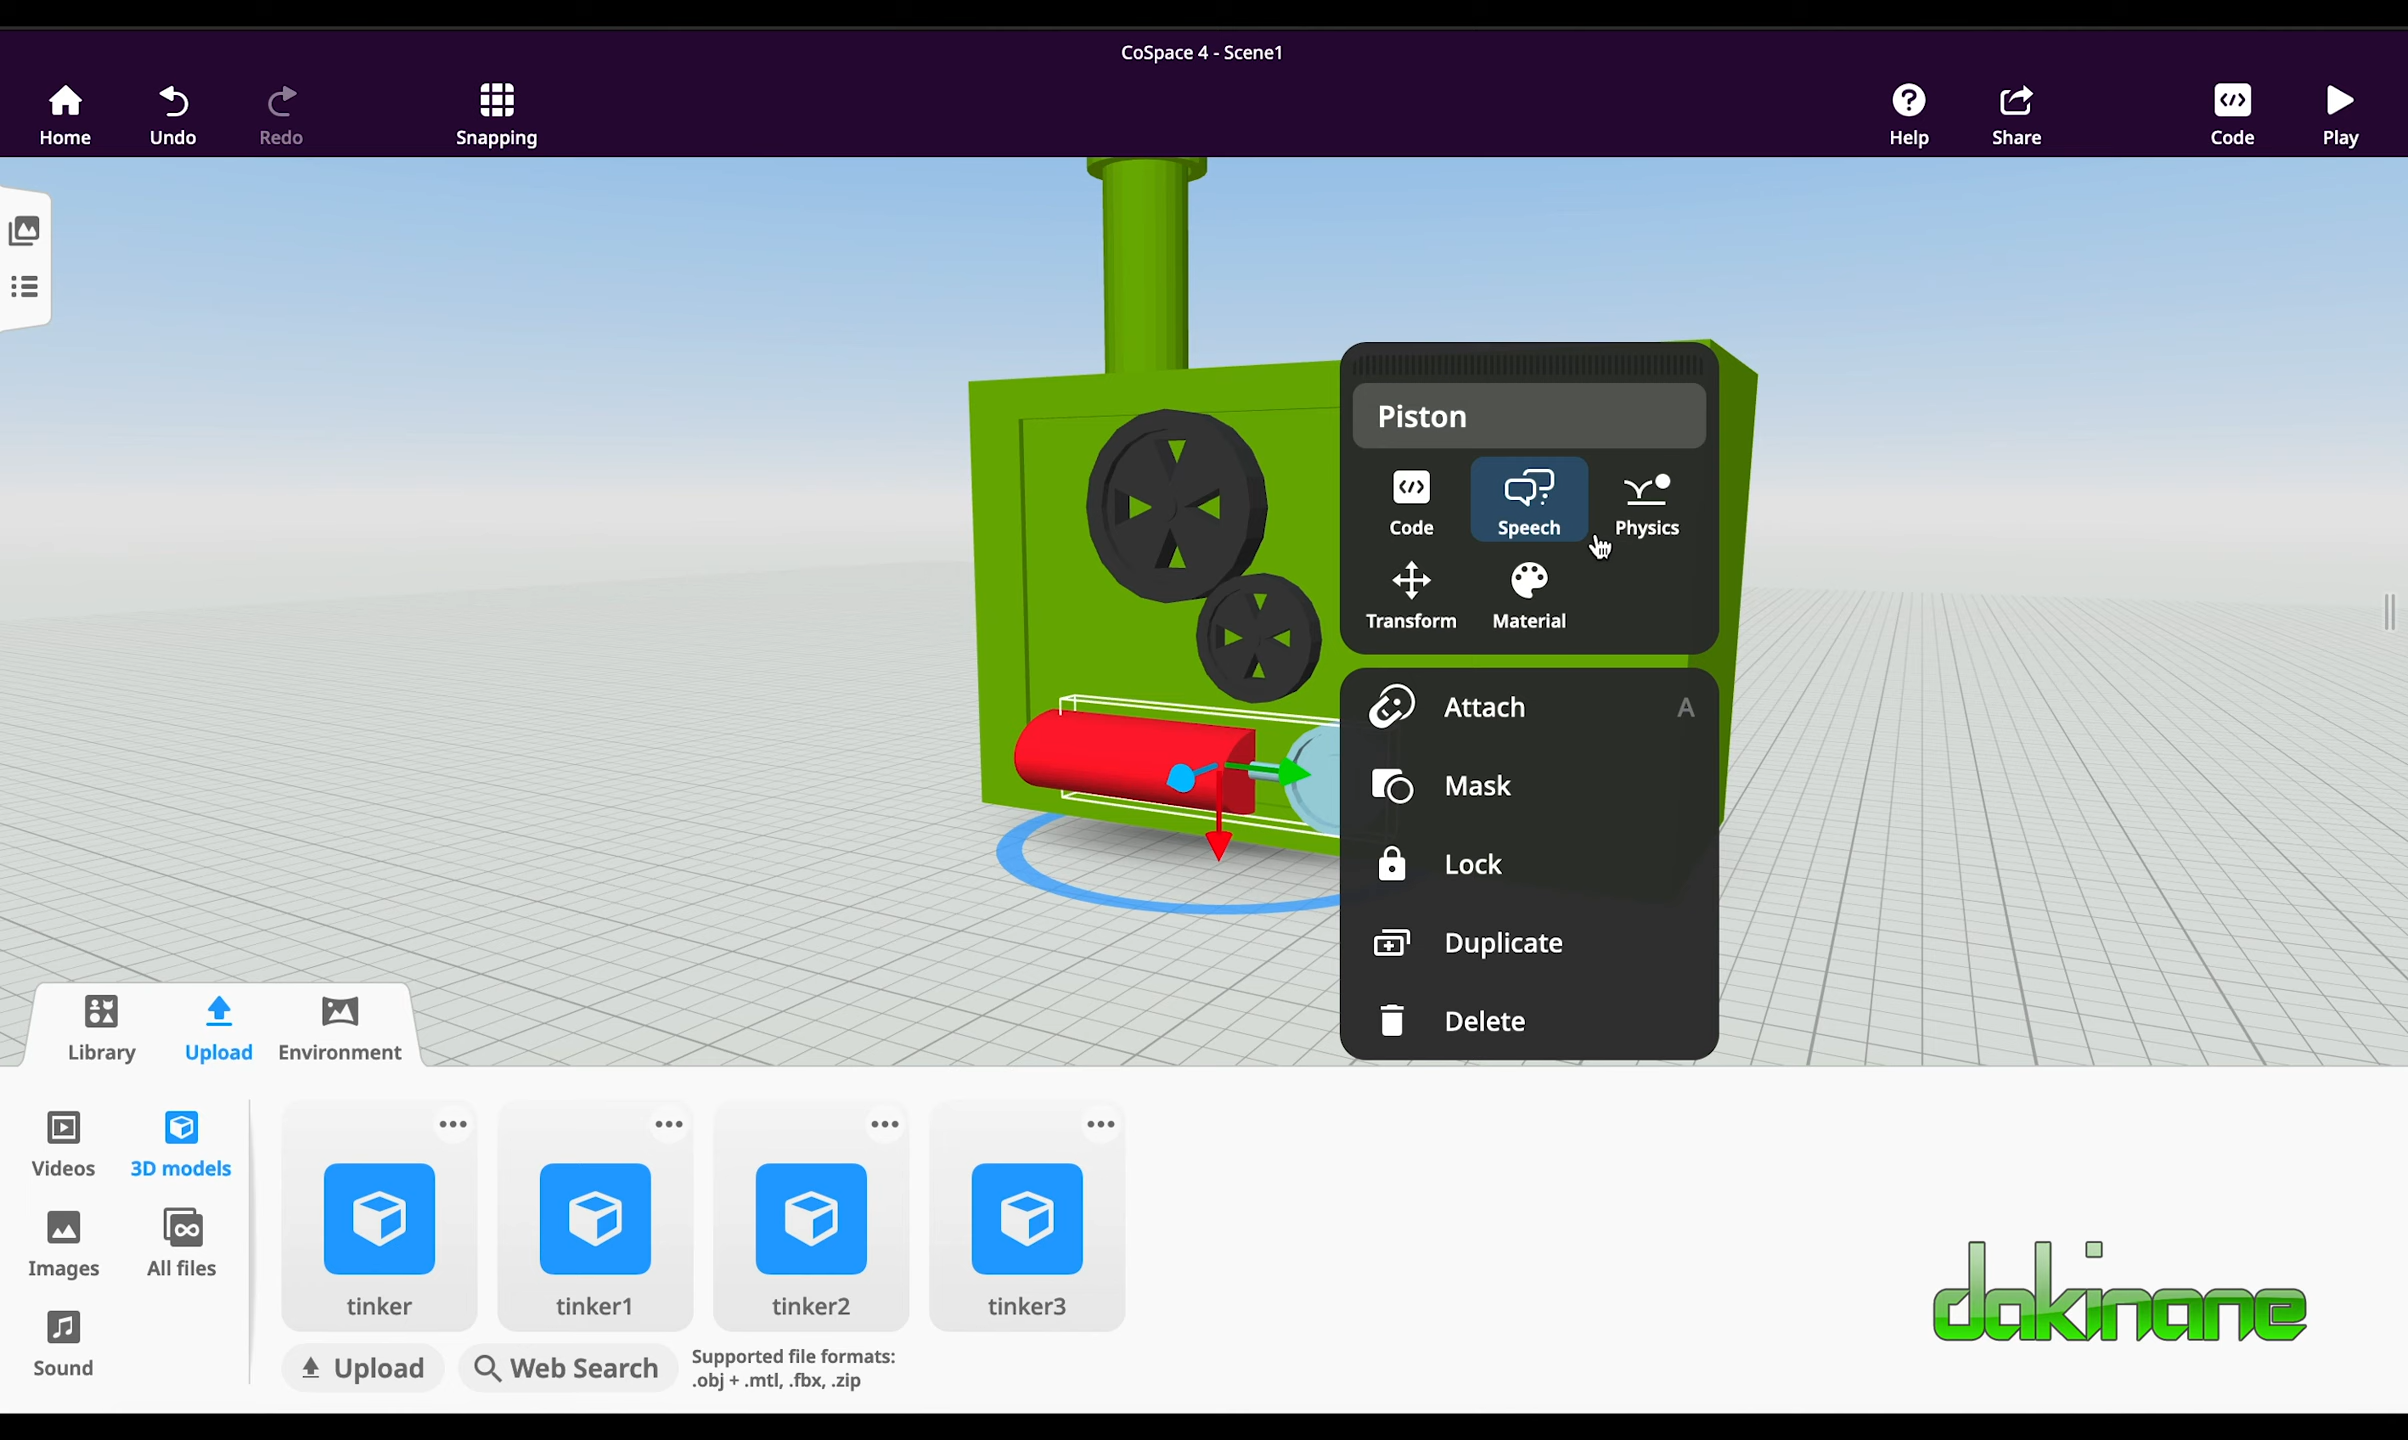 CoSpace 4 - Scene1
Home
Undo
Redo
Snapping
Help
Share
Code
Play
Piston
Code
Speech
Physics
Transform
Material
Attach A
Mask
Lock
Duplicate
Delete
Library
Upload
Environment
Videos
3D models
Images
All files
Sound
tinker
tinker1
tinker2
tinker3
Upload
Web Search
Supported file formats:
.obj + .mtl, .fbx, .zip
dakinane